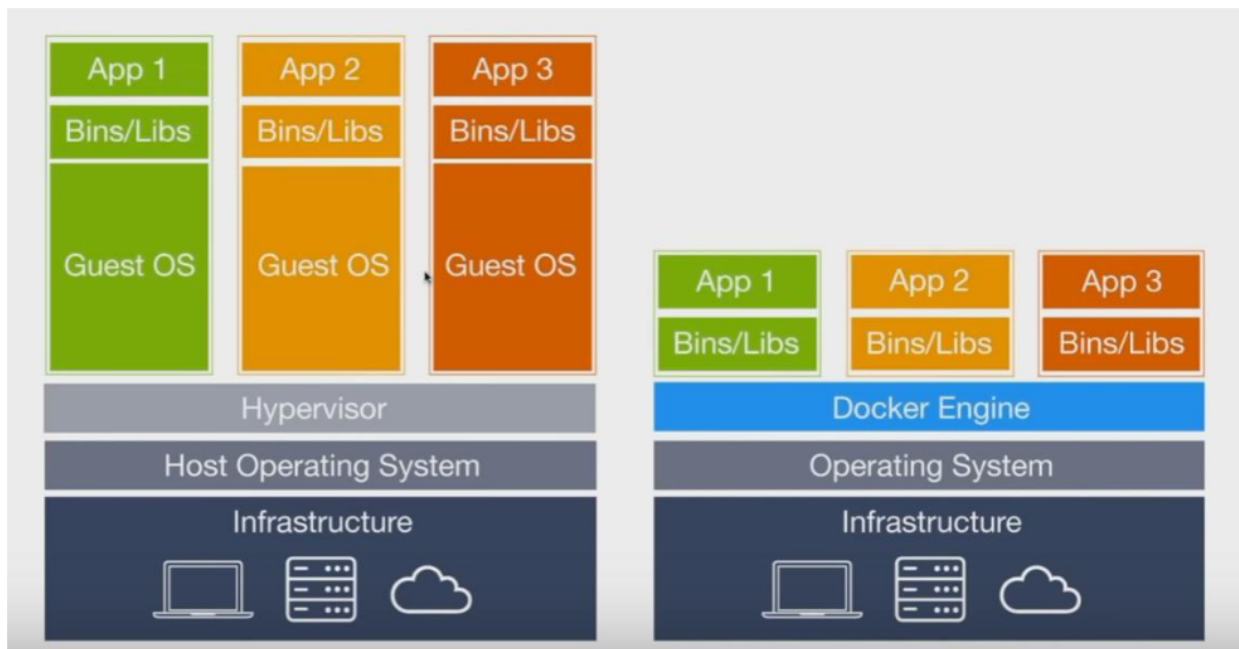 App 1
App 2
App 3
Bins/Libs
Bins/Libs
Bins/Libs
Guest OS
Guest OS
Guest OS
Hypervisor
Host Operating System
Infrastructure
App 1
App 2
App 3
Bins/Libs
Bins/Libs
Bins/Libs
Docker Engine
Operating System
Infrastructure